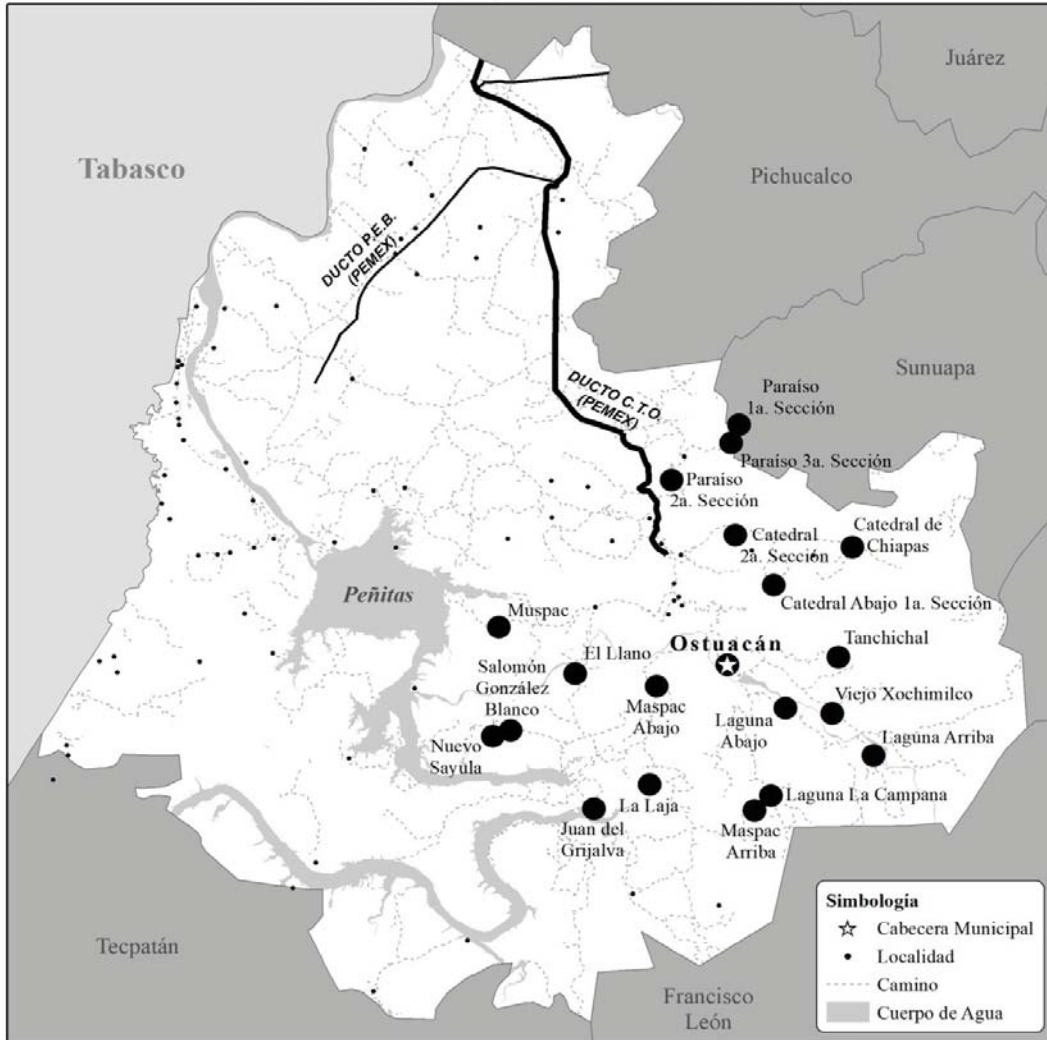 Juárez
Tabasco
Pichucalco
DUCTO P.E.B.
(PEMEX)
Sunuapa
DUCTO C.T.O.
(PEMEX)
Paraíso
1a. Sección
Paraíso 3a. Sección
Paraíso
2a. Sección
Catedral
2a. Sección
Catedral de
Chiapas
Catedral Abajo 1a. Sección
Peñitas
Muspac
Ostuacán
Tanchichal
El Llano
Salomón
González
Blanco
Maspac
Abajo
Laguna
Abajo
Viejo Xochimilco
Nuevo
Sayula
Laguna Arriba
La Laja
Laguna La Campana
Juan del
Grijalva
Maspac
Arriba
Tecpatán
Francisco
León
Simbología
Cabecera Municipal
Localidad
Camino
Cuerpo de Agua